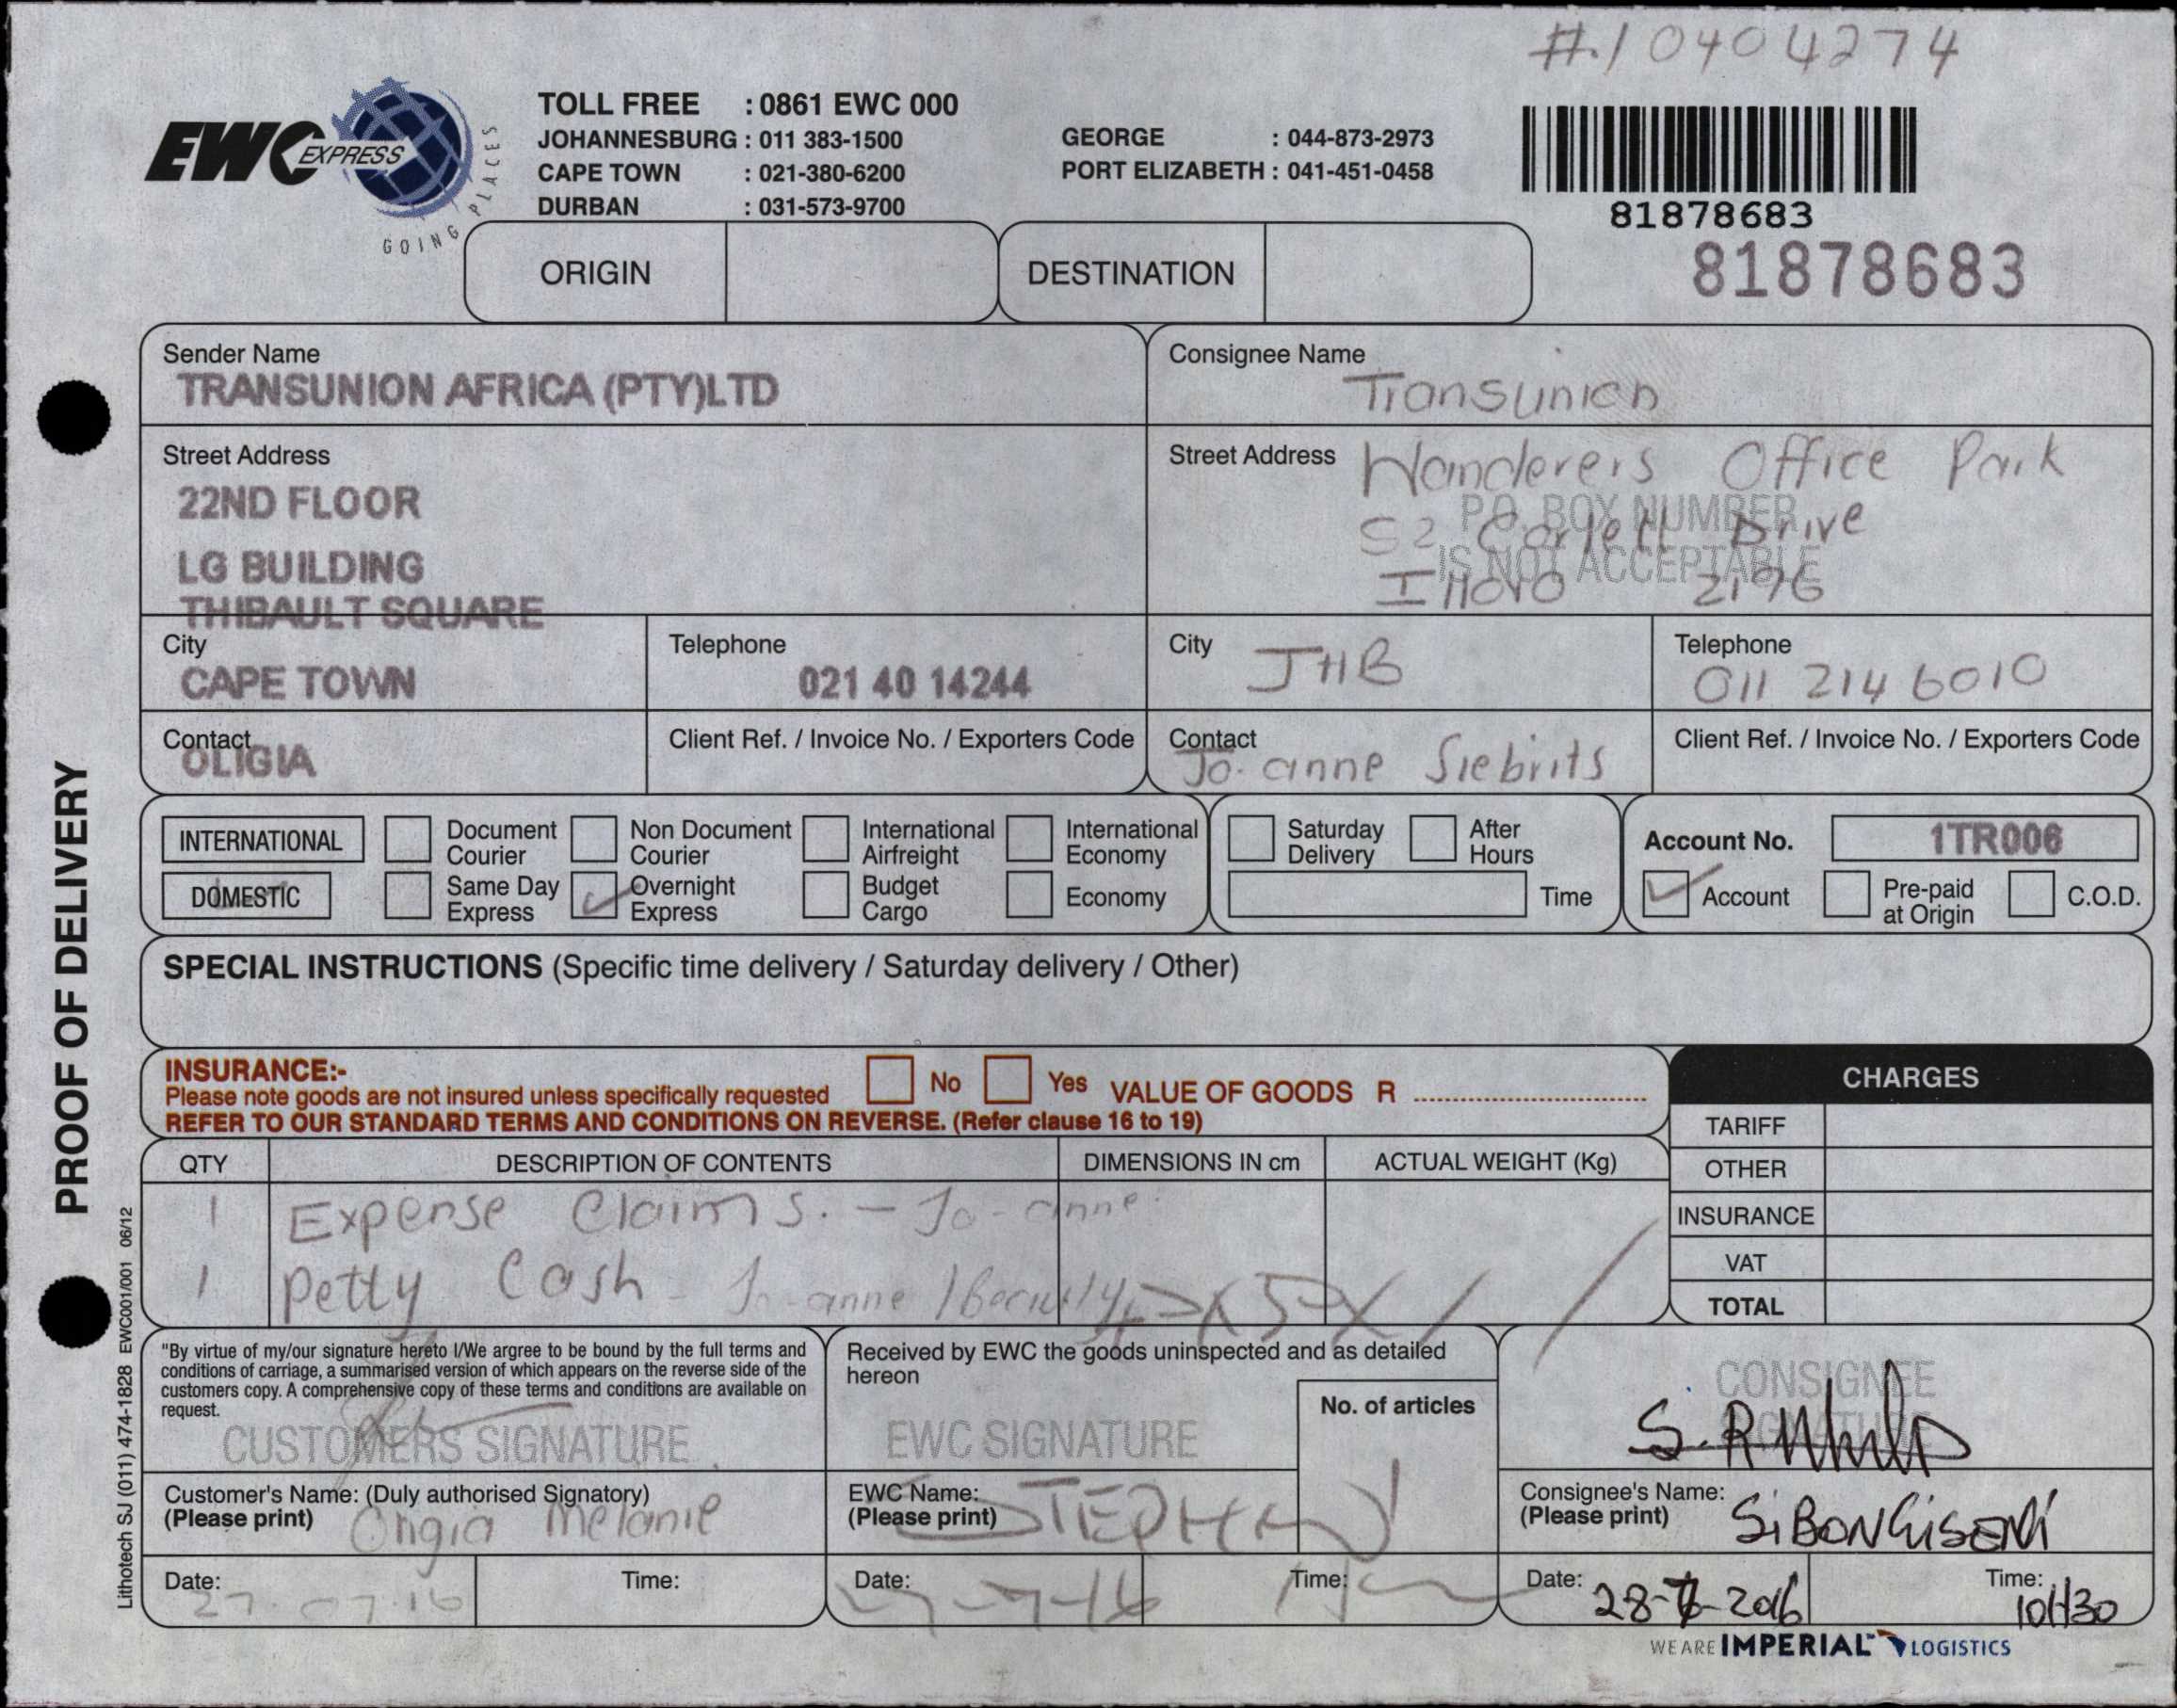 #.10404274
EWC EXPRESS
GOING PLACES
TOLL FREE : 0861 EWC 000
JOHANNESBURG : 011 383-1500
CAPE TOWN : 021-380-6200
DURBAN : 031-573-9700
GEORGE : 044-873-2973
PORT ELIZABETH : 041-451-0458
81878683
81878683
ORIGIN
DESTINATION
Sender Name
TRANSUNION AFRICA (PTY)LTD
Consignee Name
Transunion
Street Address
22ND FLOOR
LG BUILDING
THIBAULT SQUARE
Street Address
Wanderers Office Park
P.O. BOX NUMBER
52 Corlett Drive
IS NOT ACCEPTABLE
Illovo 2196
City
CAPE TOWN
Telephone
021 40 14244
City
JHB
Telephone
011 214 6010
Contact
OLIGIA
Client Ref. / Invoice No. / Exporters Code
Contact
Jo-anne Siebrits
Client Ref. / Invoice No. / Exporters Code
INTERNATIONAL
Document Courier
Non Document Courier
International Airfreight
International Economy
DOMESTIC
Same Day Express
Overnight Express
Budget Cargo
Economy
Saturday Delivery
After Hours
Time
Account No.
1TR006
Account
Pre-paid at Origin
C.O.D.
SPECIAL INSTRUCTIONS (Specific time delivery / Saturday delivery / Other)
INSURANCE:-
Please note goods are not insured unless specifically requested
No
Yes
VALUE OF GOODS R
REFER TO OUR STANDARD TERMS AND CONDITIONS ON REVERSE. (Refer clause 16 to 19)
CHARGES
TARIFF
OTHER
INSURANCE
VAT
TOTAL
QTY
DESCRIPTION OF CONTENTS
DIMENSIONS IN cm
ACTUAL WEIGHT (Kg)
1 Expense Claims. - Jo-anne
1 Petty Cash - Jo-anne
"By virtue of my/our signature hereto I/We argree to be bound by the full terms and
conditions of carriage, a summarised version of which appears on the reverse side of the
customers copy. A comprehensive copy of these terms and conditions are available on
request.
CUSTOMERS SIGNATURE
Received by EWC the goods uninspected and as detailed
hereon
EWC SIGNATURE
No. of articles
1
CONSIGNEE
SIGNATURE
Customer's Name: (Duly authorised Signatory)
(Please print)
Melanie
EWC Name:
(Please print)
STEPHEN
Consignee's Name:
(Please print)
SiBONGiSENi
Date:
27.07.16
Time:
Date:
27-7-16
Time:
Date:
28-7-2016
Time:
10H30
WE ARE IMPERIAL LOGISTICS
PROOF OF DELIVERY
Lithotech SJ (011) 474-1828 EWC001/001 06/12